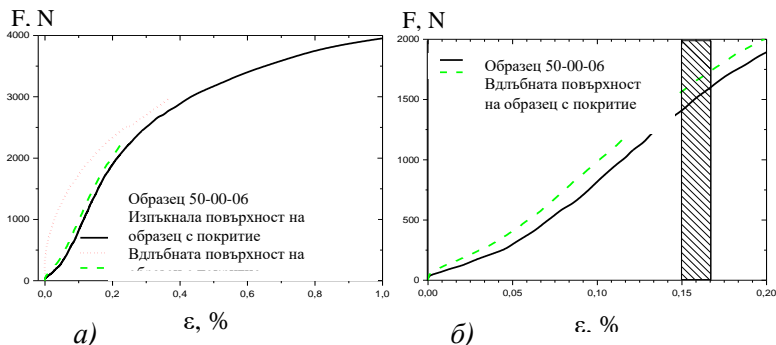 F, N
4000
3000
2000
1000
0
0,0
0,2
0,4
0,6
0,8
1,0
Образец 50-00-06
Изпъкнала повърхност на
образец с покритие
Вдлъбната повърхност на
ε, %
а)
F, N
2000
1500
1000
500
0
0,00
0,05
0,10
0,15
0,20
Образец 50-00-06
Вдлъбната повърхност
на образец с покритие
ε, %
б)